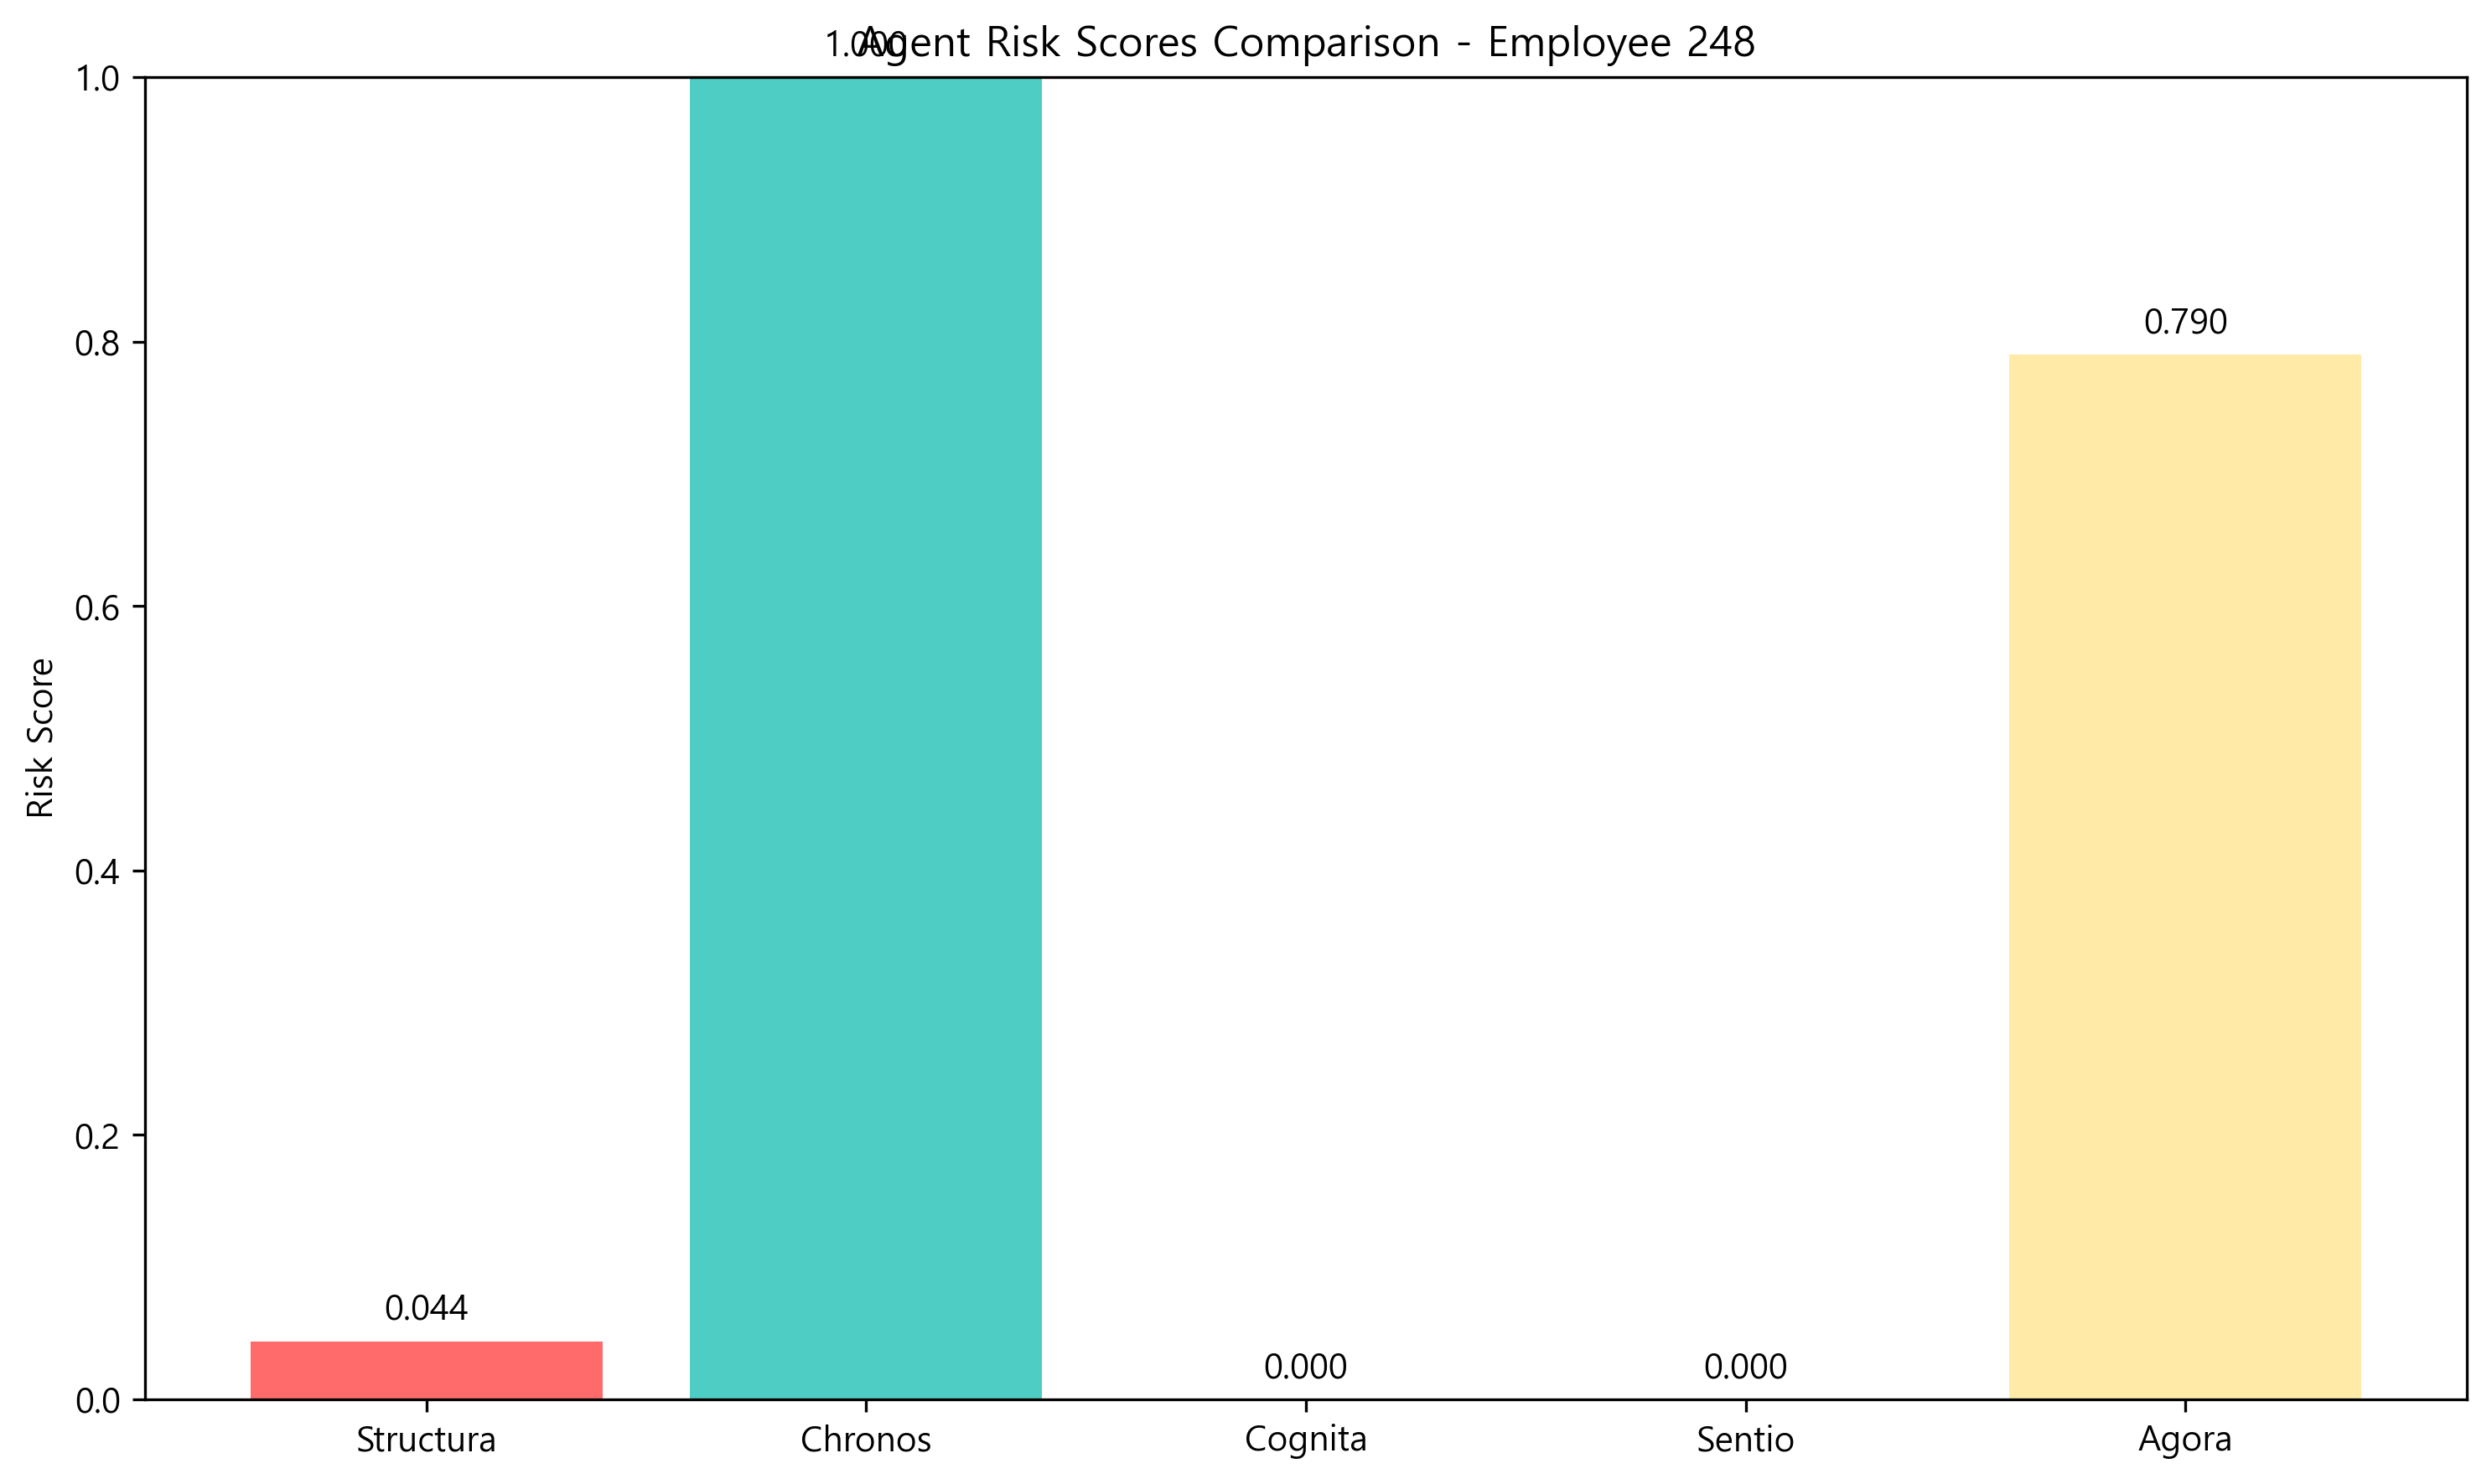 Agent Risk Scores Comparison - Employee 248
1.000
1.0
0.8
0.6
0.4
0.2
0.0
Risk Score
0.044
0.000
0.000
0.790
Structura
Chronos
Cognita
Sentio
Agora